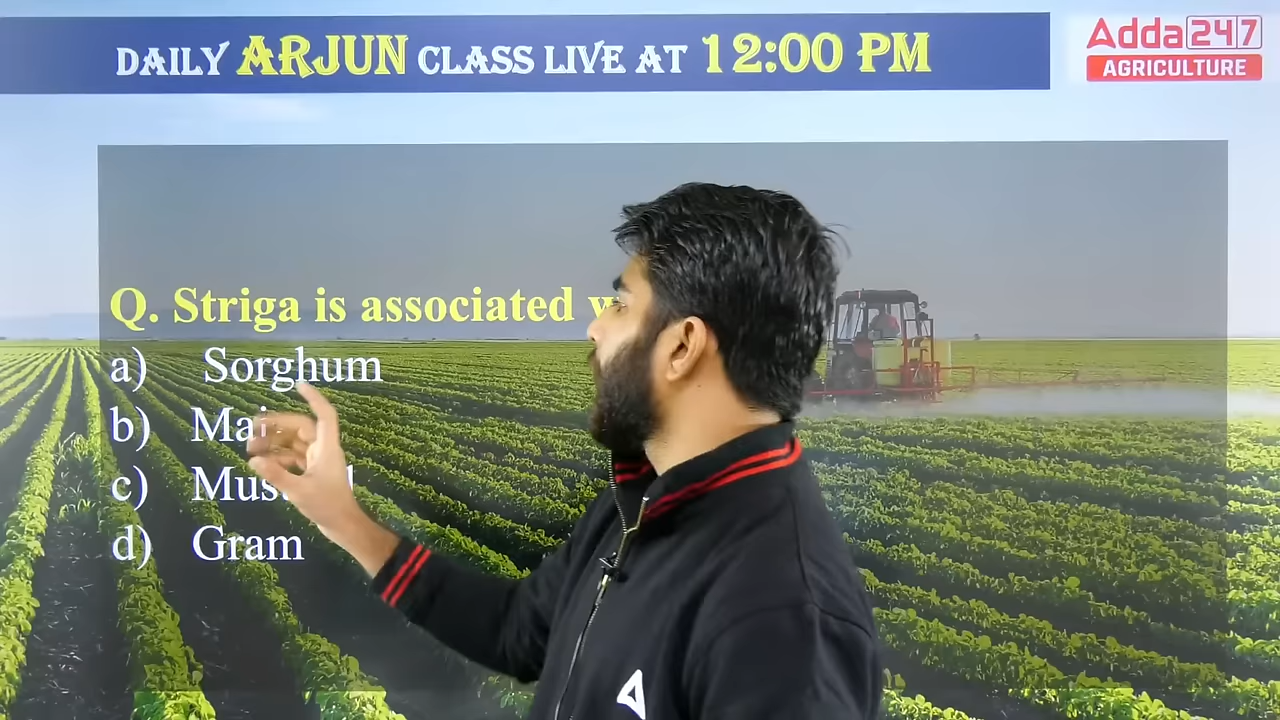 DAILY ARJUN CLASS LIVE AT 12:00 PM
Adda247
AGRICULTURE
Q. Striga is associated
a) Sorghum
b)
c)
d) Gram